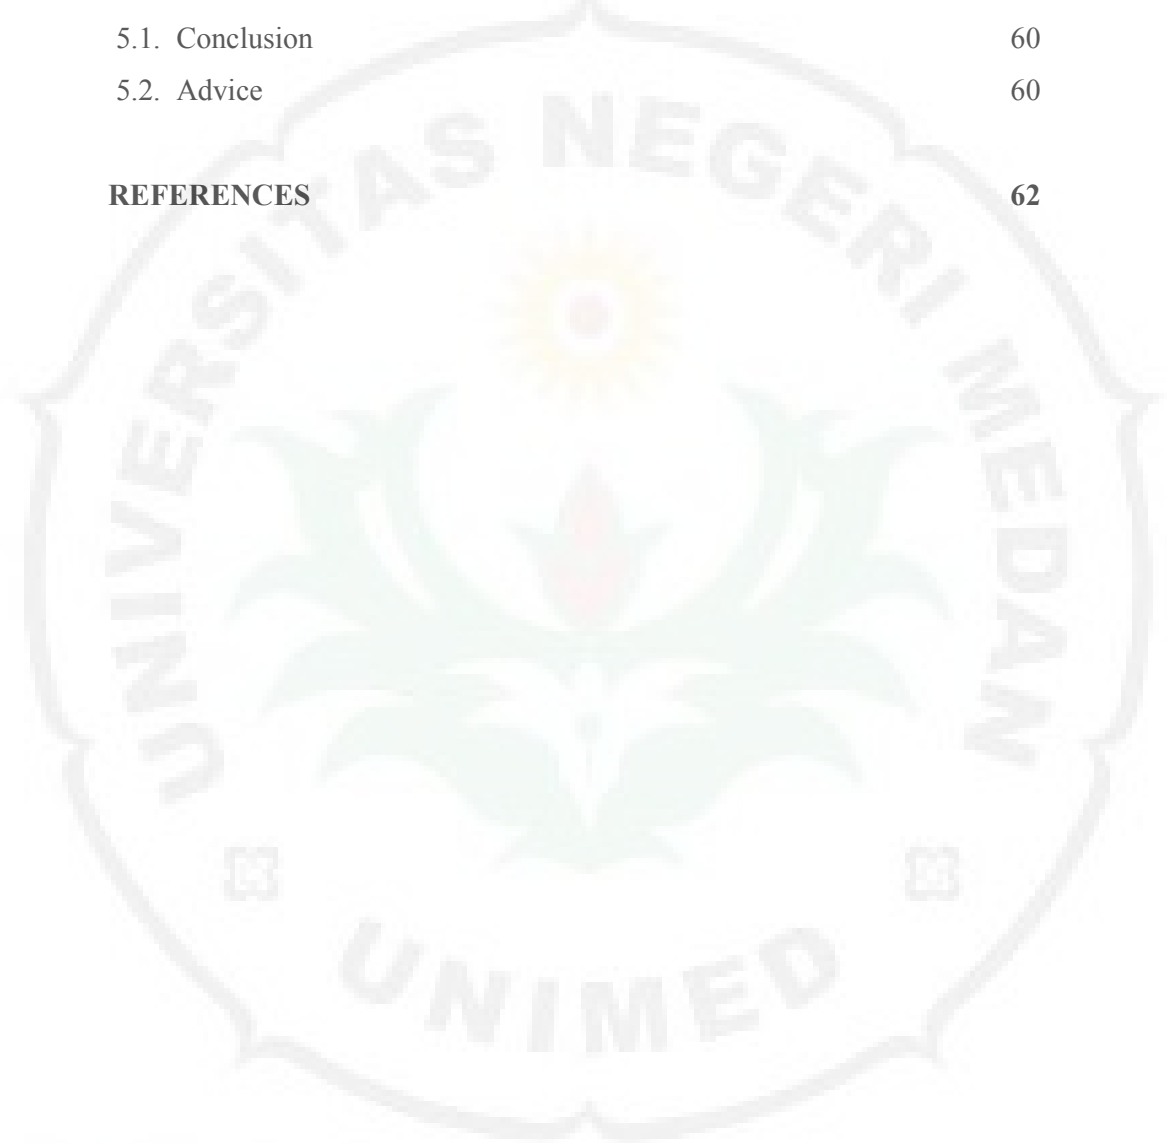 5.1. Conclusion 60
5.2. Advice 60
REFERENCES 62
UNIVERSITAS NEGERI MEDAN
UNIMED